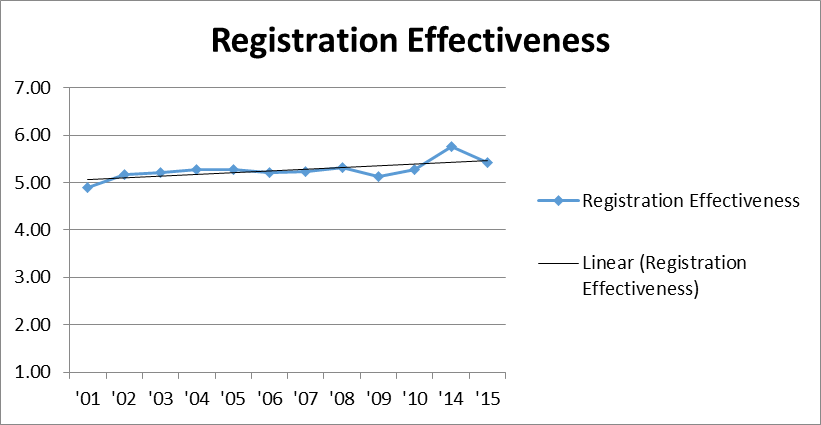 Registration Effectiveness
7.00
6.00
5.00
4.00
3.00
2.00
1.00
'01 '02 '03 '04 '05 '06 '07 '08 '09 '10 '14 '15
Registration Effectiveness
Linear (Registration
Effectiveness)